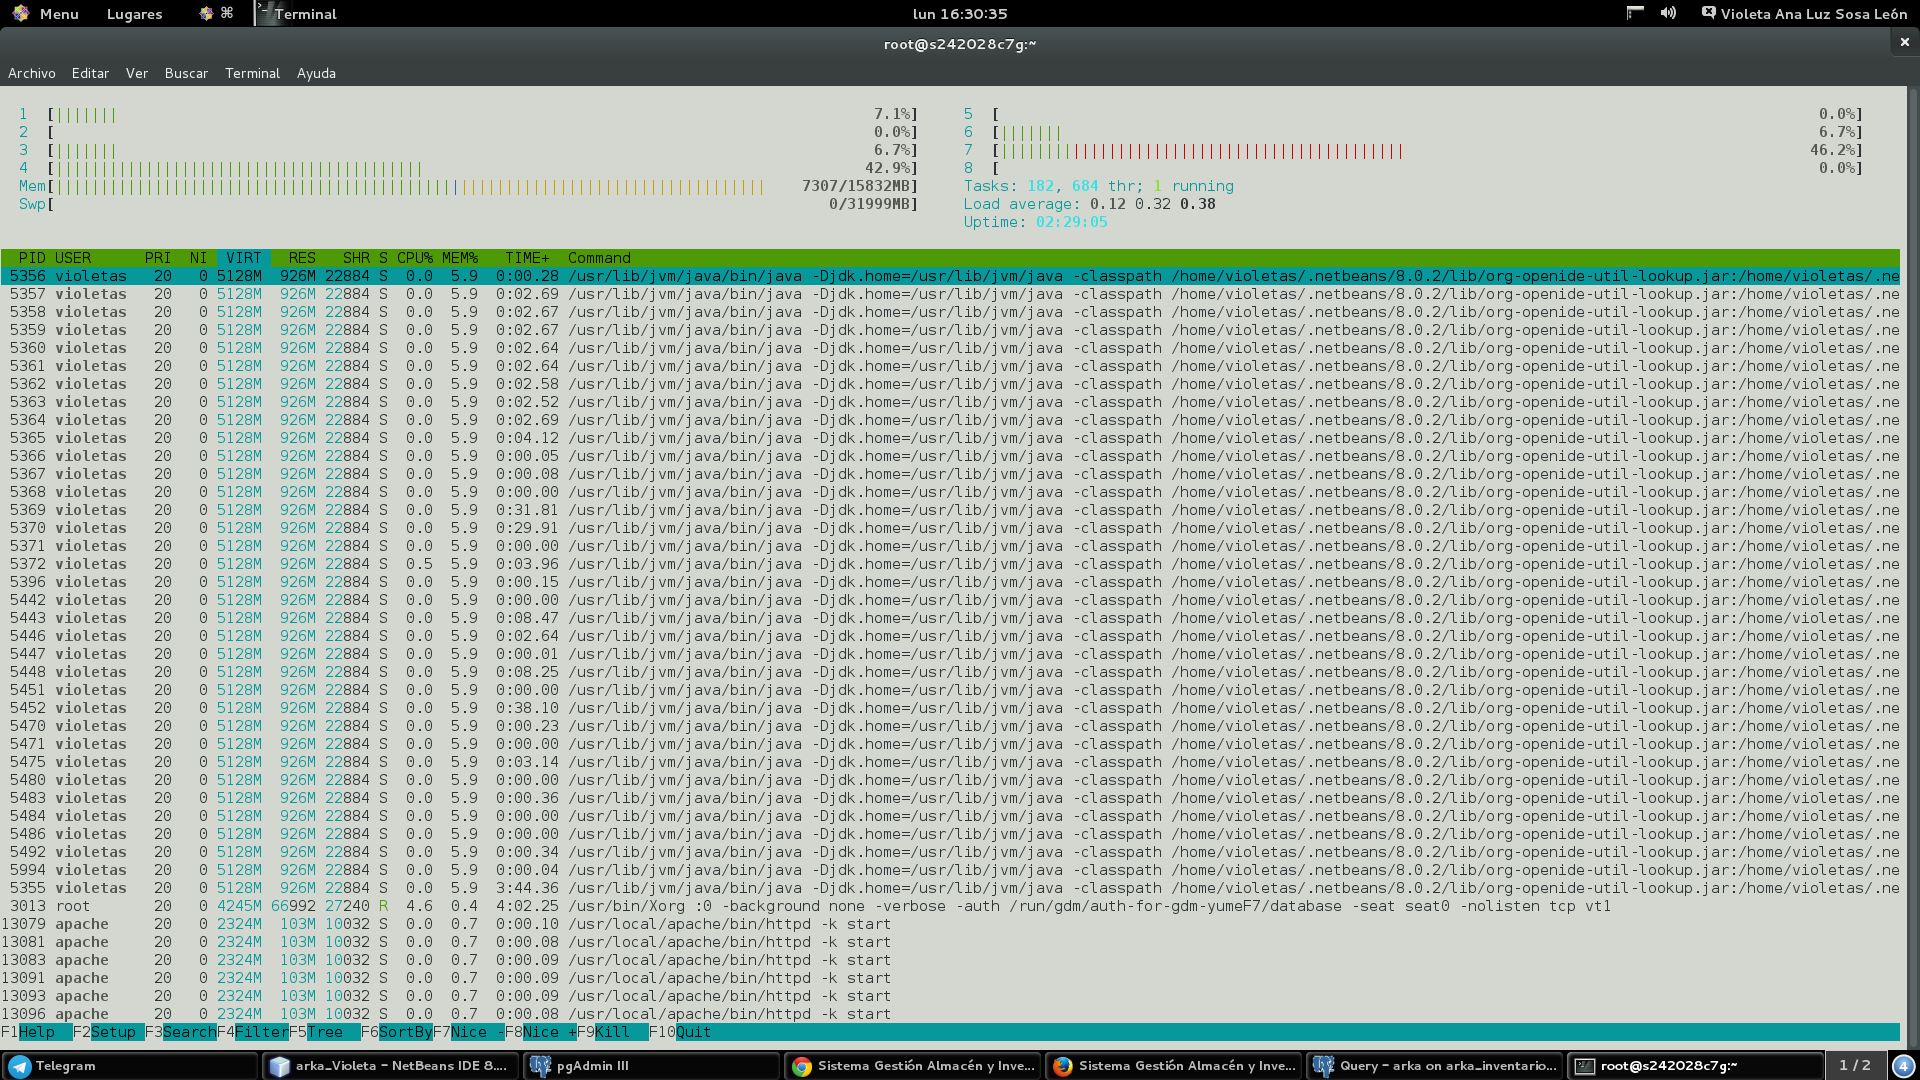 Menu Lugares Terminal lun 16:30:35 Violeta Ana Luz Sosa León
root@s242028c7g:~
Archivo Editar Ver Buscar Terminal Ayuda
1 [||||||| 7.1%] 5 [ 0.0%]
2 [ 0.0%] 6 [||||||| 6.7%]
3 [||||||| 6.7%] 7 [||||||||||||||||||||||||||||||||||||||||||||| 46.2%]
4 [||||||||||||||||||||||||||||||||||||||||| 42.9%] 8 [ 0.0%]
Mem[||||||||||||||||||||||||||||||||||||||||||||||||||||||||||||||||||||||||||||||| 7307/15832MB] Tasks: 182, 684 thr; 1 running
Swp[ 0/31999MB] Load average: 0.12 0.32 0.38
Uptime: 02:29:05
PID USER PRI NI VIRT RES SHR S CPU% MEM% TIME+ Command
5356 violetas 20 0 5128M 926M 22884 S 0.0 5.9 0:00.28 /usr/lib/jvm/java/bin/java -Djdk.home=/usr/lib/jvm/java -classpath /home/violetas/.netbeans/8.0.2/lib/org-openide-util-lookup.jar:/home/violetas/.ne
5357 violetas 20 0 5128M 926M 22884 S 0.0 5.9 0:02.69 /usr/lib/jvm/java/bin/java -Djdk.home=/usr/lib/jvm/java -classpath /home/violetas/.netbeans/8.0.2/lib/org-openide-util-lookup.jar:/home/violetas/.ne
5358 violetas 20 0 5128M 926M 22884 S 0.0 5.9 0:02.67 /usr/lib/jvm/java/bin/java -Djdk.home=/usr/lib/jvm/java -classpath /home/violetas/.netbeans/8.0.2/lib/org-openide-util-lookup.jar:/home/violetas/.ne
5359 violetas 20 0 5128M 926M 22884 S 0.0 5.9 0:02.67 /usr/lib/jvm/java/bin/java -Djdk.home=/usr/lib/jvm/java -classpath /home/violetas/.netbeans/8.0.2/lib/org-openide-util-lookup.jar:/home/violetas/.ne
5360 violetas 20 0 5128M 926M 22884 S 0.0 5.9 0:02.64 /usr/lib/jvm/java/bin/java -Djdk.home=/usr/lib/jvm/java -classpath /home/violetas/.netbeans/8.0.2/lib/org-openide-util-lookup.jar:/home/violetas/.ne
5361 violetas 20 0 5128M 926M 22884 S 0.0 5.9 0:02.64 /usr/lib/jvm/java/bin/java -Djdk.home=/usr/lib/jvm/java -classpath /home/violetas/.netbeans/8.0.2/lib/org-openide-util-lookup.jar:/home/violetas/.ne
5362 violetas 20 0 5128M 926M 22884 S 0.0 5.9 0:02.58 /usr/lib/jvm/java/bin/java -Djdk.home=/usr/lib/jvm/java -classpath /home/violetas/.netbeans/8.0.2/lib/org-openide-util-lookup.jar:/home/violetas/.ne
5363 violetas 20 0 5128M 926M 22884 S 0.0 5.9 0:02.52 /usr/lib/jvm/java/bin/java -Djdk.home=/usr/lib/jvm/java -classpath /home/violetas/.netbeans/8.0.2/lib/org-openide-util-lookup.jar:/home/violetas/.ne
5364 violetas 20 0 5128M 926M 22884 S 0.0 5.9 0:02.69 /usr/lib/jvm/java/bin/java -Djdk.home=/usr/lib/jvm/java -classpath /home/violetas/.netbeans/8.0.2/lib/org-openide-util-lookup.jar:/home/violetas/.ne
5365 violetas 20 0 5128M 926M 22884 S 0.0 5.9 0:04.12 /usr/lib/jvm/java/bin/java -Djdk.home=/usr/lib/jvm/java -classpath /home/violetas/.netbeans/8.0.2/lib/org-openide-util-lookup.jar:/home/violetas/.ne
5366 violetas 20 0 5128M 926M 22884 S 0.0 5.9 0:00.05 /usr/lib/jvm/java/bin/java -Djdk.home=/usr/lib/jvm/java -classpath /home/violetas/.netbeans/8.0.2/lib/org-openide-util-lookup.jar:/home/violetas/.ne
5367 violetas 20 0 5128M 926M 22884 S 0.0 5.9 0:00.08 /usr/lib/jvm/java/bin/java -Djdk.home=/usr/lib/jvm/java -classpath /home/violetas/.netbeans/8.0.2/lib/org-openide-util-lookup.jar:/home/violetas/.ne
5368 violetas 20 0 5128M 926M 22884 S 0.0 5.9 0:00.00 /usr/lib/jvm/java/bin/java -Djdk.home=/usr/lib/jvm/java -classpath /home/violetas/.netbeans/8.0.2/lib/org-openide-util-lookup.jar:/home/violetas/.ne
5369 violetas 20 0 5128M 926M 22884 S 0.0 5.9 0:31.81 /usr/lib/jvm/java/bin/java -Djdk.home=/usr/lib/jvm/java -classpath /home/violetas/.netbeans/8.0.2/lib/org-openide-util-lookup.jar:/home/violetas/.ne
5370 violetas 20 0 5128M 926M 22884 S 0.0 5.9 0:29.91 /usr/lib/jvm/java/bin/java -Djdk.home=/usr/lib/jvm/java -classpath /home/violetas/.netbeans/8.0.2/lib/org-openide-util-lookup.jar:/home/violetas/.ne
5371 violetas 20 0 5128M 926M 22884 S 0.0 5.9 0:00.00 /usr/lib/jvm/java/bin/java -Djdk.home=/usr/lib/jvm/java -classpath /home/violetas/.netbeans/8.0.2/lib/org-openide-util-lookup.jar:/home/violetas/.ne
5372 violetas 20 0 5128M 926M 22884 S 0.5 5.9 0:03.96 /usr/lib/jvm/java/bin/java -Djdk.home=/usr/lib/jvm/java -classpath /home/violetas/.netbeans/8.0.2/lib/org-openide-util-lookup.jar:/home/violetas/.ne
5396 violetas 20 0 5128M 926M 22884 S 0.0 5.9 0:00.15 /usr/lib/jvm/java/bin/java -Djdk.home=/usr/lib/jvm/java -classpath /home/violetas/.netbeans/8.0.2/lib/org-openide-util-lookup.jar:/home/violetas/.ne
5442 violetas 20 0 5128M 926M 22884 S 0.0 5.9 0:00.00 /usr/lib/jvm/java/bin/java -Djdk.home=/usr/lib/jvm/java -classpath /home/violetas/.netbeans/8.0.2/lib/org-openide-util-lookup.jar:/home/violetas/.ne
5443 violetas 20 0 5128M 926M 22884 S 0.0 5.9 0:08.47 /usr/lib/jvm/java/bin/java -Djdk.home=/usr/lib/jvm/java -classpath /home/violetas/.netbeans/8.0.2/lib/org-openide-util-lookup.jar:/home/violetas/.ne
5446 violetas 20 0 5128M 926M 22884 S 0.0 5.9 0:02.64 /usr/lib/jvm/java/bin/java -Djdk.home=/usr/lib/jvm/java -classpath /home/violetas/.netbeans/8.0.2/lib/org-openide-util-lookup.jar:/home/violetas/.ne
5447 violetas 20 0 5128M 926M 22884 S 0.0 5.9 0:00.01 /usr/lib/jvm/java/bin/java -Djdk.home=/usr/lib/jvm/java -classpath /home/violetas/.netbeans/8.0.2/lib/org-openide-util-lookup.jar:/home/violetas/.ne
5448 violetas 20 0 5128M 926M 22884 S 0.0 5.9 0:08.25 /usr/lib/jvm/java/bin/java -Djdk.home=/usr/lib/jvm/java -classpath /home/violetas/.netbeans/8.0.2/lib/org-openide-util-lookup.jar:/home/violetas/.ne
5451 violetas 20 0 5128M 926M 22884 S 0.0 5.9 0:00.00 /usr/lib/jvm/java/bin/java -Djdk.home=/usr/lib/jvm/java -classpath /home/violetas/.netbeans/8.0.2/lib/org-openide-util-lookup.jar:/home/violetas/.ne
5452 violetas 20 0 5128M 926M 22884 S 0.0 5.9 0:38.10 /usr/lib/jvm/java/bin/java -Djdk.home=/usr/lib/jvm/java -classpath /home/violetas/.netbeans/8.0.2/lib/org-openide-util-lookup.jar:/home/violetas/.ne
5470 violetas 20 0 5128M 926M 22884 S 0.0 5.9 0:00.23 /usr/lib/jvm/java/bin/java -Djdk.home=/usr/lib/jvm/java -classpath /home/violetas/.netbeans/8.0.2/lib/org-openide-util-lookup.jar:/home/violetas/.ne
5471 violetas 20 0 5128M 926M 22884 S 0.0 5.9 0:00.00 /usr/lib/jvm/java/bin/java -Djdk.home=/usr/lib/jvm/java -classpath /home/violetas/.netbeans/8.0.2/lib/org-openide-util-lookup.jar:/home/violetas/.ne
5475 violetas 20 0 5128M 926M 22884 S 0.0 5.9 0:03.14 /usr/lib/jvm/java/bin/java -Djdk.home=/usr/lib/jvm/java -classpath /home/violetas/.netbeans/8.0.2/lib/org-openide-util-lookup.jar:/home/violetas/.ne
5480 violetas 20 0 5128M 926M 22884 S 0.0 5.9 0:00.00 /usr/lib/jvm/java/bin/java -Djdk.home=/usr/lib/jvm/java -classpath /home/violetas/.netbeans/8.0.2/lib/org-openide-util-lookup.jar:/home/violetas/.ne
5483 violetas 20 0 5128M 926M 22884 S 0.0 5.9 0:00.36 /usr/lib/jvm/java/bin/java -Djdk.home=/usr/lib/jvm/java -classpath /home/violetas/.netbeans/8.0.2/lib/org-openide-util-lookup.jar:/home/violetas/.ne
5484 violetas 20 0 5128M 926M 22884 S 0.0 5.9 0:00.00 /usr/lib/jvm/java/bin/java -Djdk.home=/usr/lib/jvm/java -classpath /home/violetas/.netbeans/8.0.2/lib/org-openide-util-lookup.jar:/home/violetas/.ne
5486 violetas 20 0 5128M 926M 22884 S 0.0 5.9 0:00.00 /usr/lib/jvm/java/bin/java -Djdk.home=/usr/lib/jvm/java -classpath /home/violetas/.netbeans/8.0.2/lib/org-openide-util-lookup.jar:/home/violetas/.ne
5492 violetas 20 0 5128M 926M 22884 S 0.0 5.9 0:00.34 /usr/lib/jvm/java/bin/java -Djdk.home=/usr/lib/jvm/java -classpath /home/violetas/.netbeans/8.0.2/lib/org-openide-util-lookup.jar:/home/violetas/.ne
5994 violetas 20 0 5128M 926M 22884 S 0.0 5.9 0:00.04 /usr/lib/jvm/java/bin/java -Djdk.home=/usr/lib/jvm/java -classpath /home/violetas/.netbeans/8.0.2/lib/org-openide-util-lookup.jar:/home/violetas/.ne
5355 violetas 20 0 5128M 926M 22884 S 0.0 5.9 3:44.36 /usr/lib/jvm/java/bin/java -Djdk.home=/usr/lib/jvm/java -classpath /home/violetas/.netbeans/8.0.2/lib/org-openide-util-lookup.jar:/home/violetas/.ne
3013 root 20 0 4245M 66992 27240 R 4.6 0.4 4:02.25 /usr/bin/Xorg :0 -background none -verbose -auth /run/gdm/auth-for-gdm-yumeF7/database -seat seat0 -nolisten tcp vt1
13079 apache 20 0 2324M 103M 10032 S 0.0 0.7 0:00.10 /usr/local/apache/bin/httpd -k start
13081 apache 20 0 2324M 103M 10032 S 0.0 0.7 0:00.08 /usr/local/apache/bin/httpd -k start
13083 apache 20 0 2324M 103M 10032 S 0.0 0.7 0:00.09 /usr/local/apache/bin/httpd -k start
13091 apache 20 0 2324M 103M 10032 S 0.0 0.7 0:00.09 /usr/local/apache/bin/httpd -k start
13093 apache 20 0 2324M 103M 10032 S 0.0 0.7 0:00.09 /usr/local/apache/bin/httpd -k start
13096 apache 20 0 2324M 103M 10032 S 0.0 0.7 0:00.08 /usr/local/apache/bin/httpd -k start
F1Help F2Setup F3SearchF4FilterF5Tree F6SortByF7Nice -F8Nice +F9Kill F10Quit
Telegram arka_Violeta - NetBeans IDE 8.... pgAdmin III Sistema Gestión Almacén y Inve... Sistema Gestión Almacén y Inve... Query - arka on arka_inventario... root@s242028c7g:~ 1 / 2 4